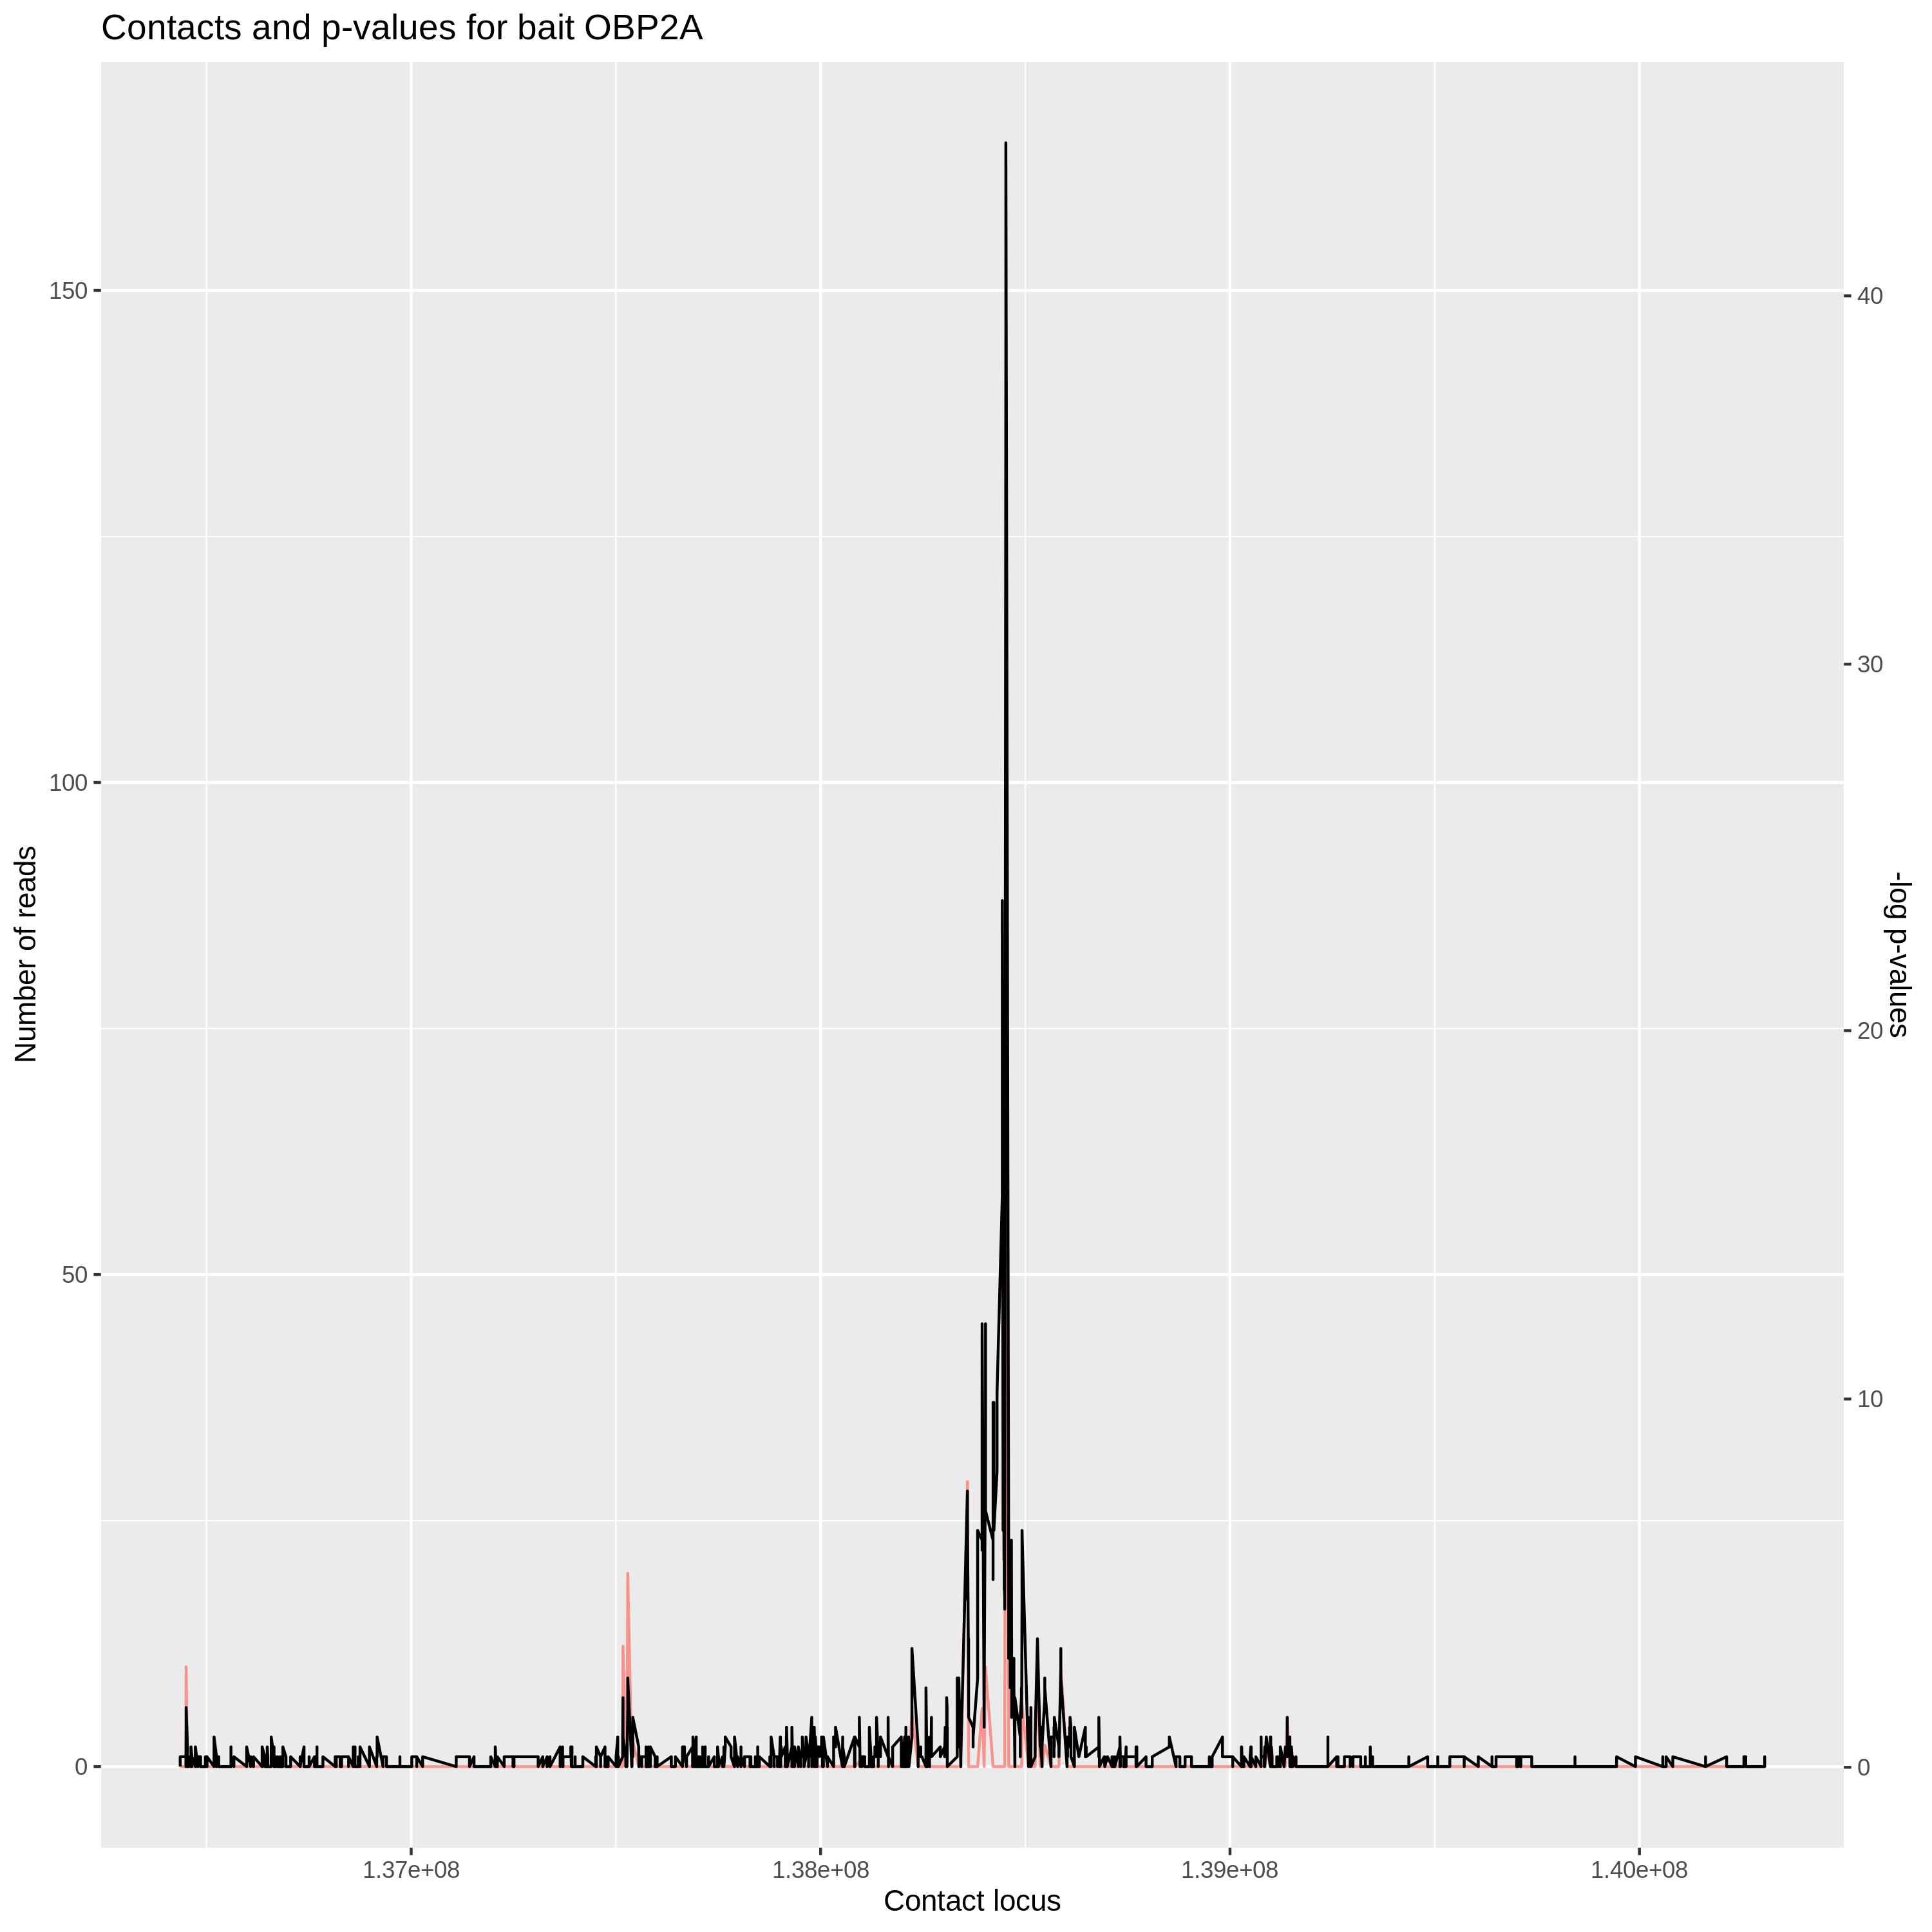 Contacts and p-values for bait OBP2A
150
100
50
0
Number of reads
40
30
20
10
0
-log p-values
1.37e+08
1.38e+08
1.39e+08
1.40e+08
Contact locus